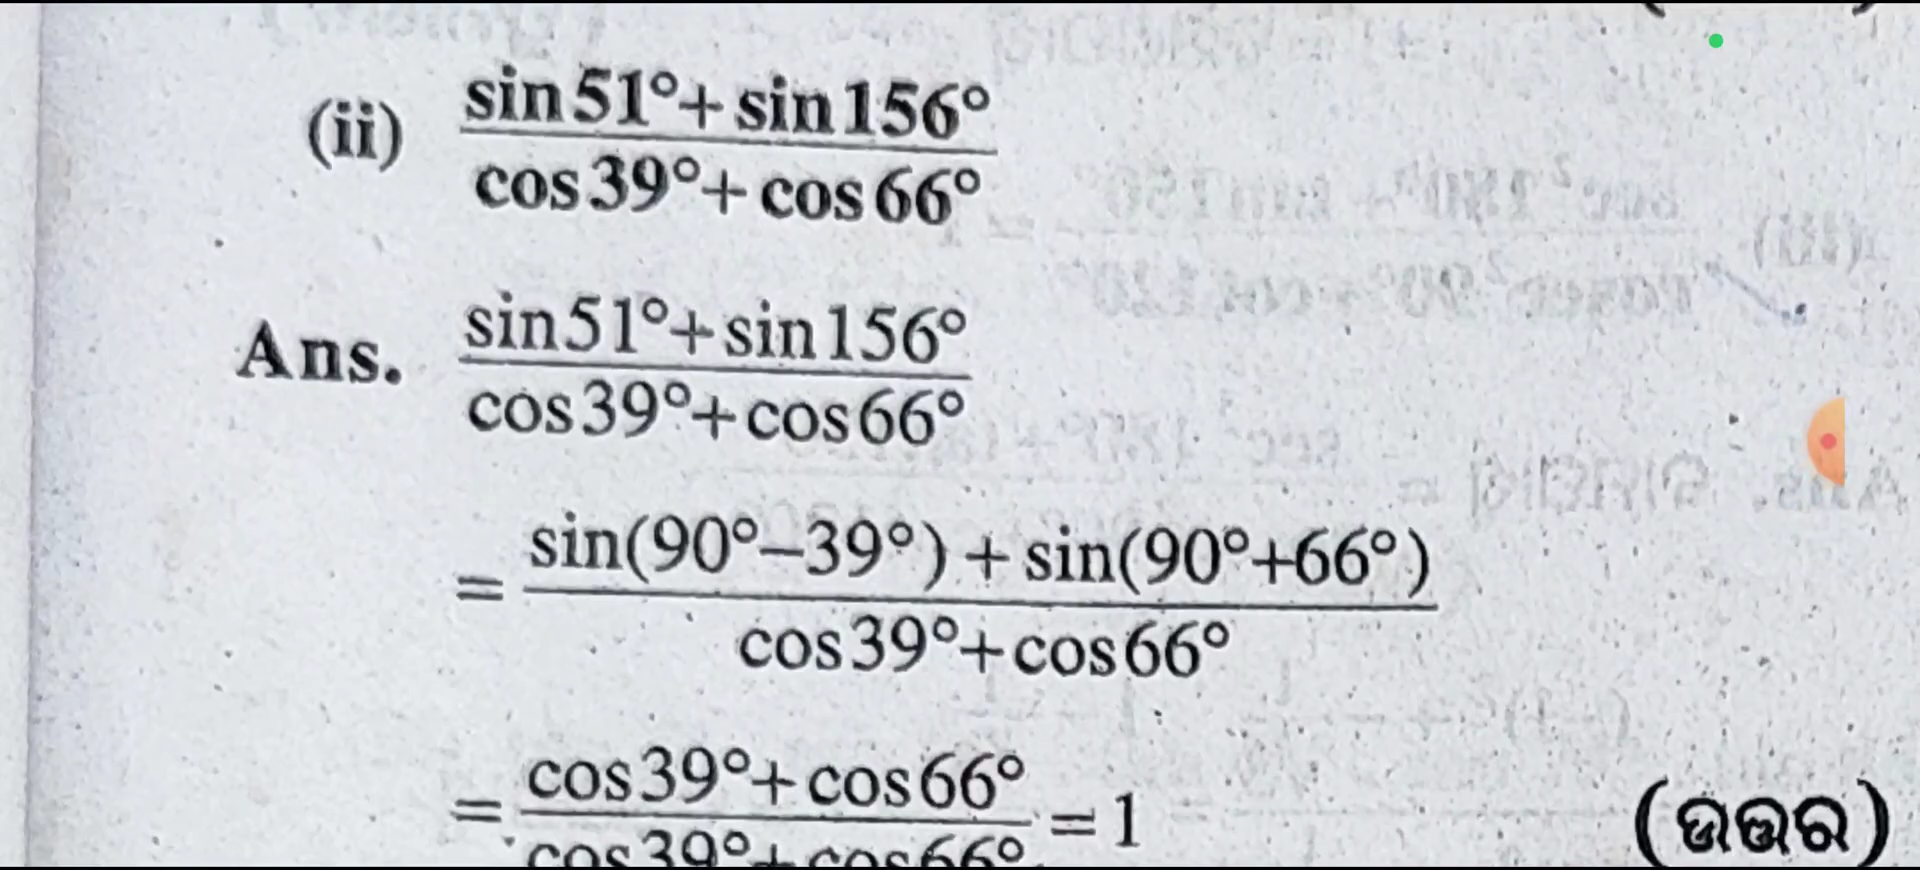 (ii) sin 51°+ sin 156°
cos 39°+ cos 66°
Ans. sin 51°+ sin 156°
cos 39°+ cos 66°
= sin(90°–39°) + sin(90°+66°)
cos 39°+ cos 66°
= cos 39°+ cos 66° = 1 (ଉତ୍ତର)
cos 39°+ cos 66°